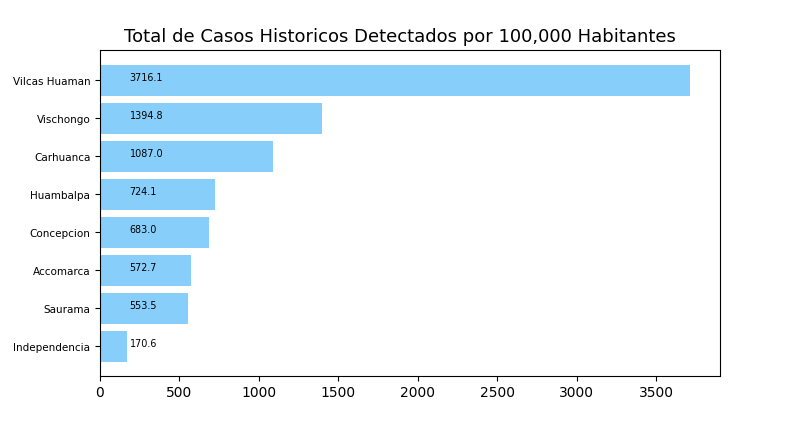 Total de Casos Historicos Detectados por 100,000 Habitantes
Vilcas Huaman 3716.1
Vischongo 1394.8
Carhuanca 1087.0
Huambalpa 724.1
Concepcion 683.0
Accomarca 572.7
Saurama 553.5
Independencia 170.6
0 500 1000 1500 2000 2500 3000 3500